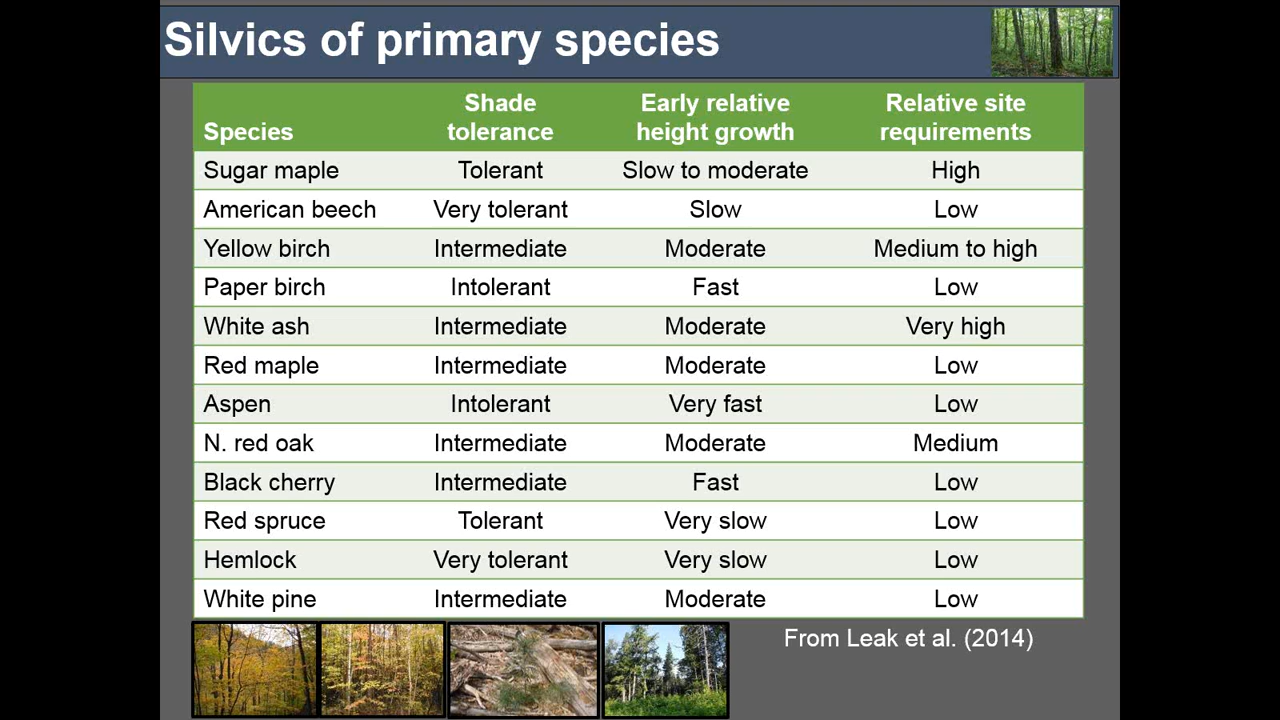 Silvics of primary species
Species Shade tolerance Early relative height growth Relative site requirements
Sugar maple Tolerant Slow to moderate High
American beech Very tolerant Slow Low
Yellow birch Intermediate Moderate Medium to high
Paper birch Intolerant Fast Low
White ash Intermediate Moderate Very high
Red maple Intermediate Moderate Low
Aspen Intolerant Very fast Low
N. red oak Intermediate Moderate Medium
Black cherry Intermediate Fast Low
Red spruce Tolerant Very slow Low
Hemlock Very tolerant Very slow Low
White pine Intermediate Moderate Low
From Leak et al. (2014)